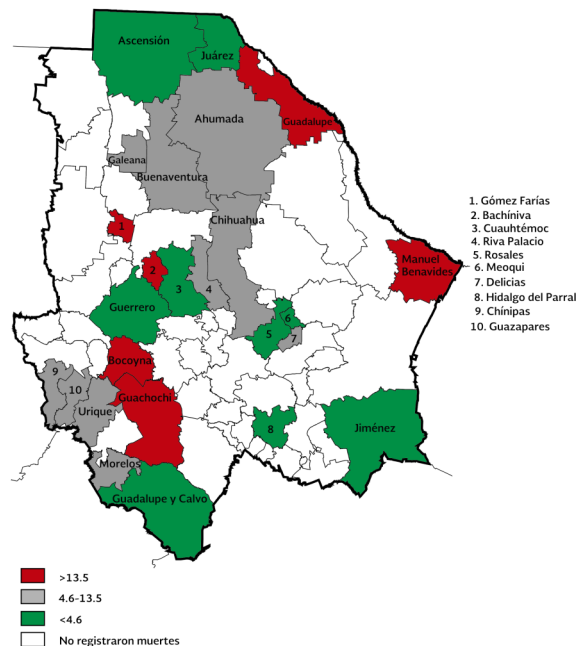 Ascensión
Juárez
Ahumada
Guadalupe
Galeana
Buenaventura
Chihuahua
1
Manuel
Benavides
2
3
4
Guerrero
6
5
7
Bocoyna
9
10
Guachochi
Urique
8
Jiménez
Morelos
Guadalupe y Calvo
1. Gómez Farías
2. Bachíniva
3. Cuauhtémoc
4. Riva Palacio
5. Rosales
6. Meoqui
7. Delicias
8. Hidalgo del Parral
9. Chínipas
10. Guazapares
>13.5
4.6-13.5
<4.6
No registraron muertes